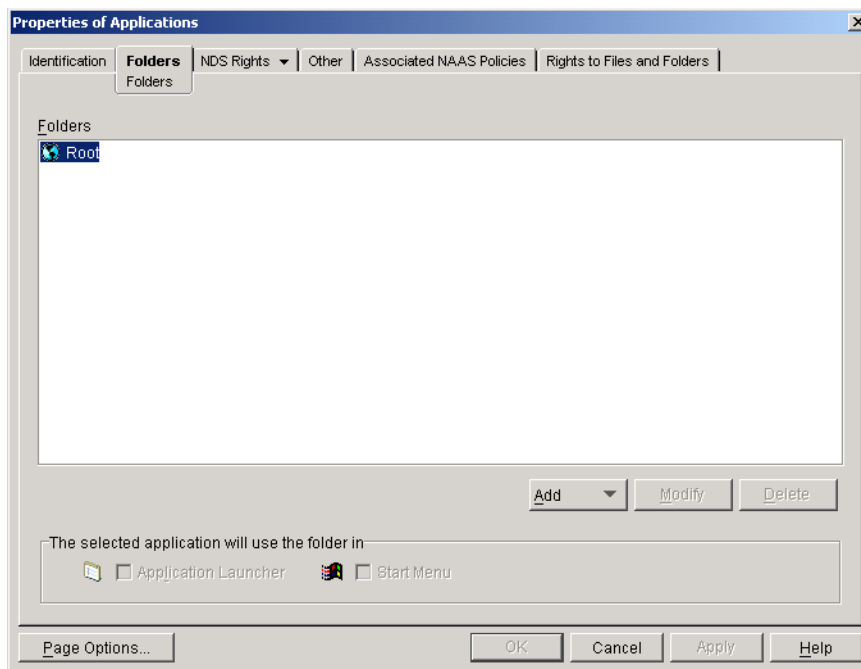 Properties of Applications
Identification Folders NDS Rights Other Associated NAAS Policies Rights to Files and Folders
Folders
Folders
Root
Add Modify Delete
The selected application will use the folder in
Application Launcher Start Menu
Page Options... OK Cancel Apply Help